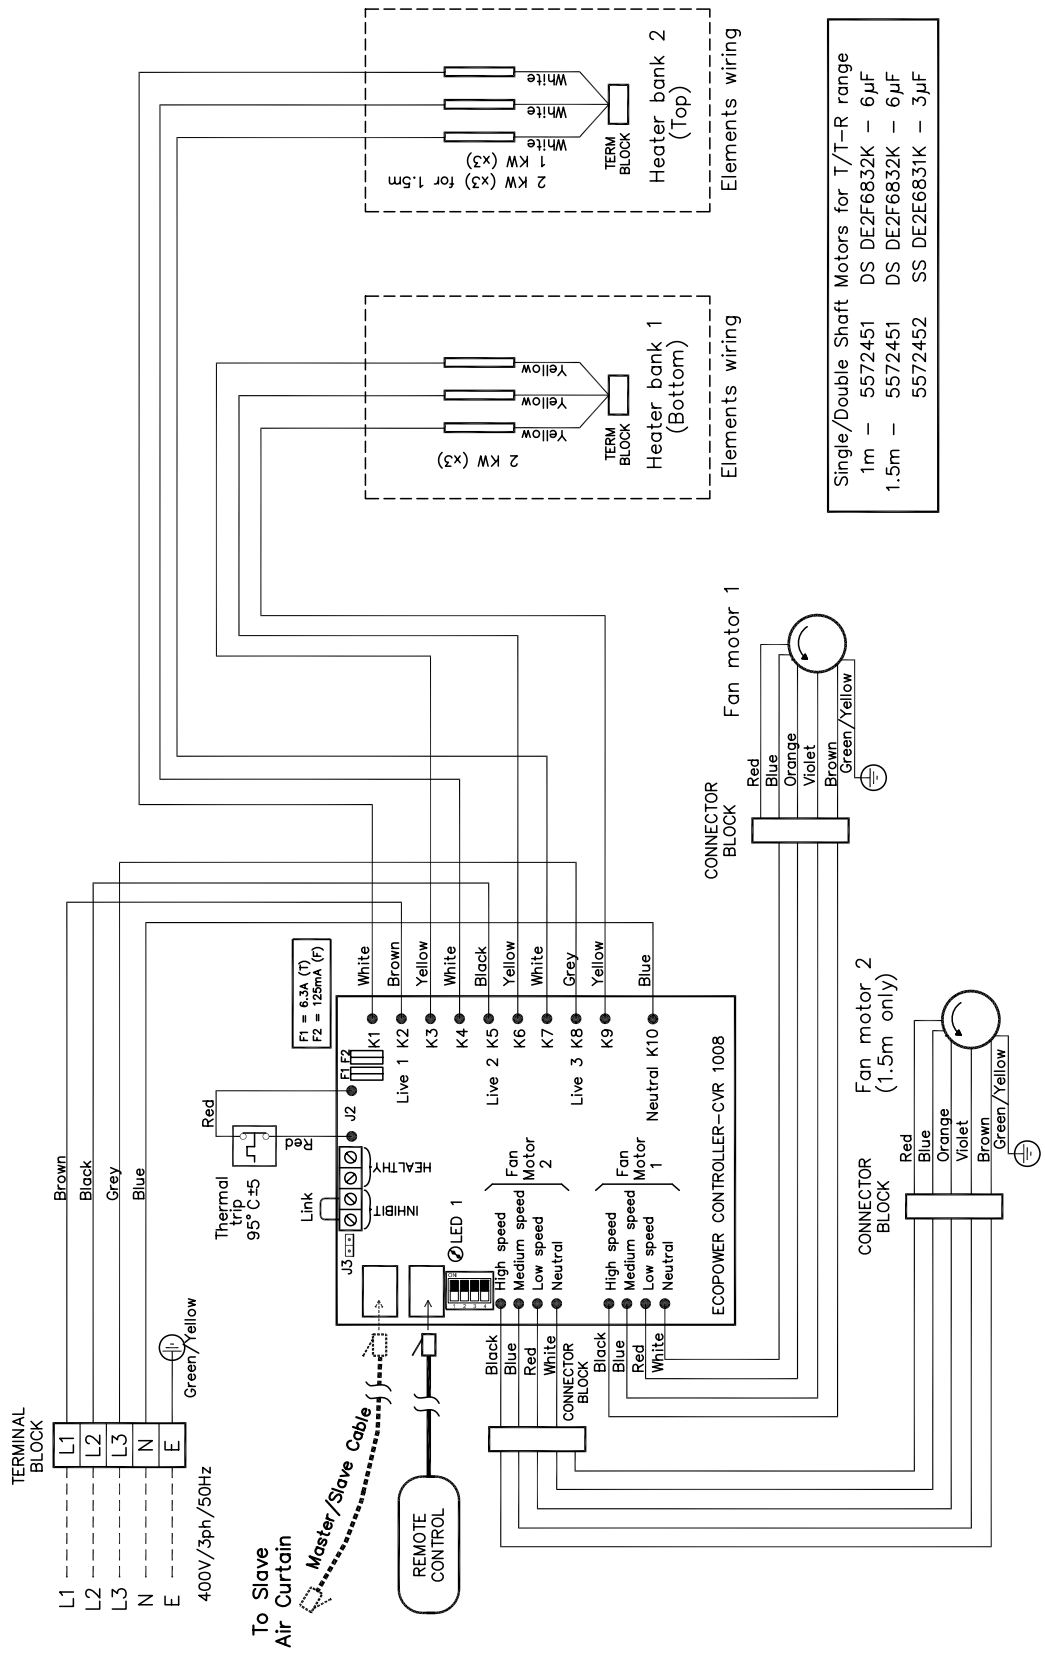 TERMINAL
BLOCK
L1
L2
L3
N
E
L1
L2
L3
N
E
400V/3ph/50Hz
Green/Yellow
Brown
Black
Grey
Blue
Thermal
trip
95°C±5
Red
Red
F1 = 6.3A (T)
F2 = 125mA (F)
Link
J3
J2
F1
F2
INHIBIT
HEALTHY
LED 1
ON
1 2 3 4
To Slave
Air Curtain
Master/Slave Cable
REMOTE
CONTROL
K1
K2
K3
K4
K5
K6
K7
K8
K9
Neutral K10
Live 1
Live 2
Live 3
White
Brown
Yellow
White
Black
Yellow
White
Grey
Yellow
Blue
High speed
Medium speed
Low speed
Neutral
Fan
Motor
2
High speed
Medium speed
Low speed
Neutral
Fan
Motor
1
ECOPOWER CONTROLLER-CVR 1008
Black
Blue
Red
White
CONNECTOR
BLOCK
Black
Blue
Red
White
CONNECTOR
BLOCK
Red
Blue
Orange
Violet
Brown
Green/Yellow
Fan motor 2
(1.5m only)
CONNECTOR
BLOCK
Red
Blue
Orange
Violet
Brown
Green/Yellow
Fan motor 1
2 KW (x3)
Yellow
Yellow
Yellow
TERM
BLOCK
Heater bank 1
(Bottom)
Elements wiring
2 KW (x3) for 1.5m
1 KW (x3)
White
White
White
TERM
BLOCK
Heater bank 2
(Top)
Elements wiring
Single/Double Shaft Motors for T/T-R range
1m - 5572451 DS DE2F6832K - 6µF
1.5m - 5572451 DS DE2F6832K - 6µF
5572452 SS DE2E6831K - 3µF